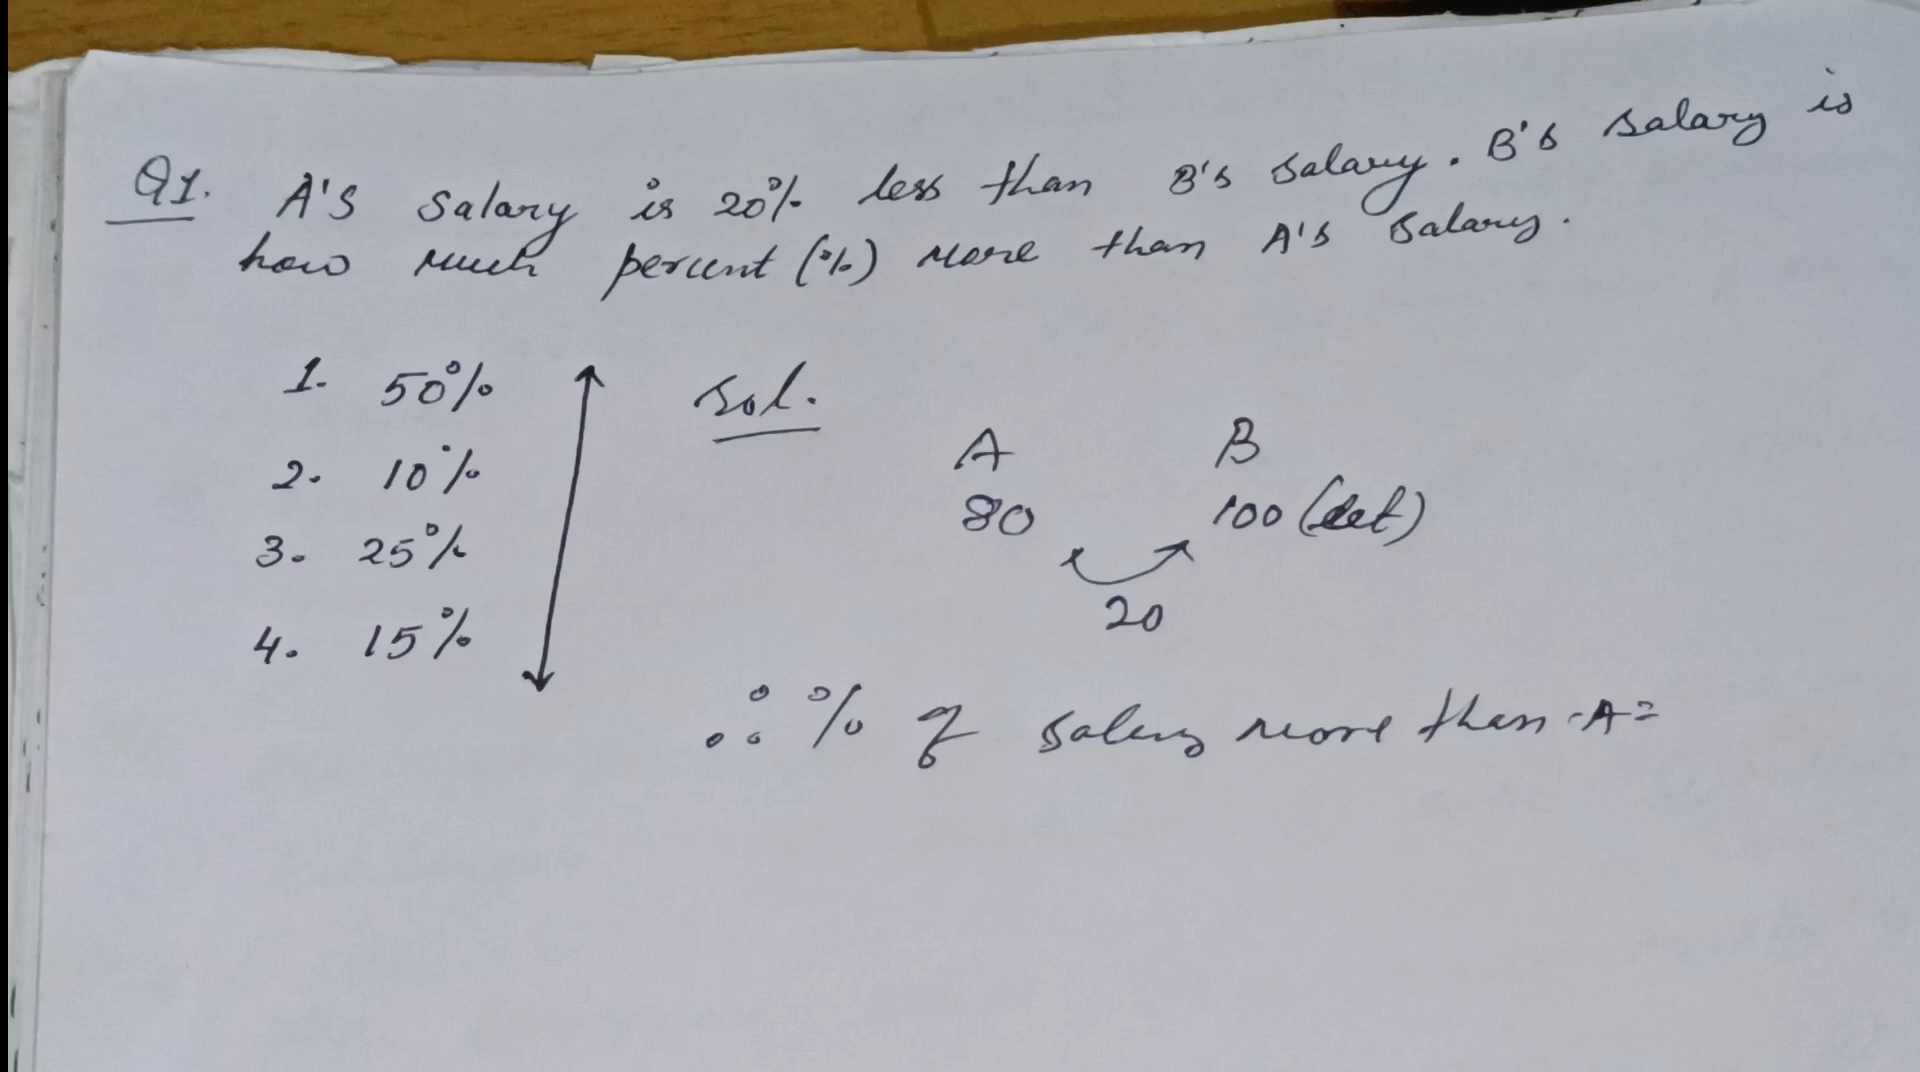 Q1. A's salary is 20% less than B's salary. B's salary is
how much percent (%) more than A's salary.
1. 50%
2. 10%
3. 25%
4. 15%
Sol.
A B
80 100 (let)
20
∴ % of salary more than A =